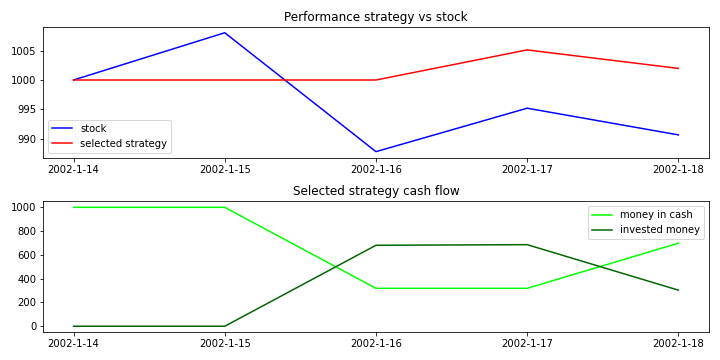 Performance strategy vs stock
1005
1000
995
990
stock
selected strategy
2002-1-14 2002-1-15 2002-1-16 2002-1-17 2002-1-18
Selected strategy cash flow
1000
800
600
400
200
0
money in cash
invested money
2002-1-14 2002-1-15 2002-1-16 2002-1-17 2002-1-18